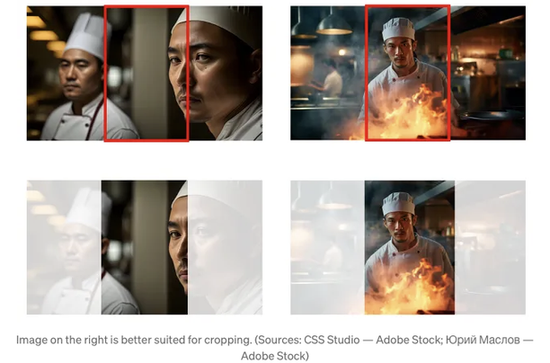 Image on the right is better suited for cropping. (Sources: CSS Studio — Adobe Stock; Юрий Маслов —
Adobe Stock)